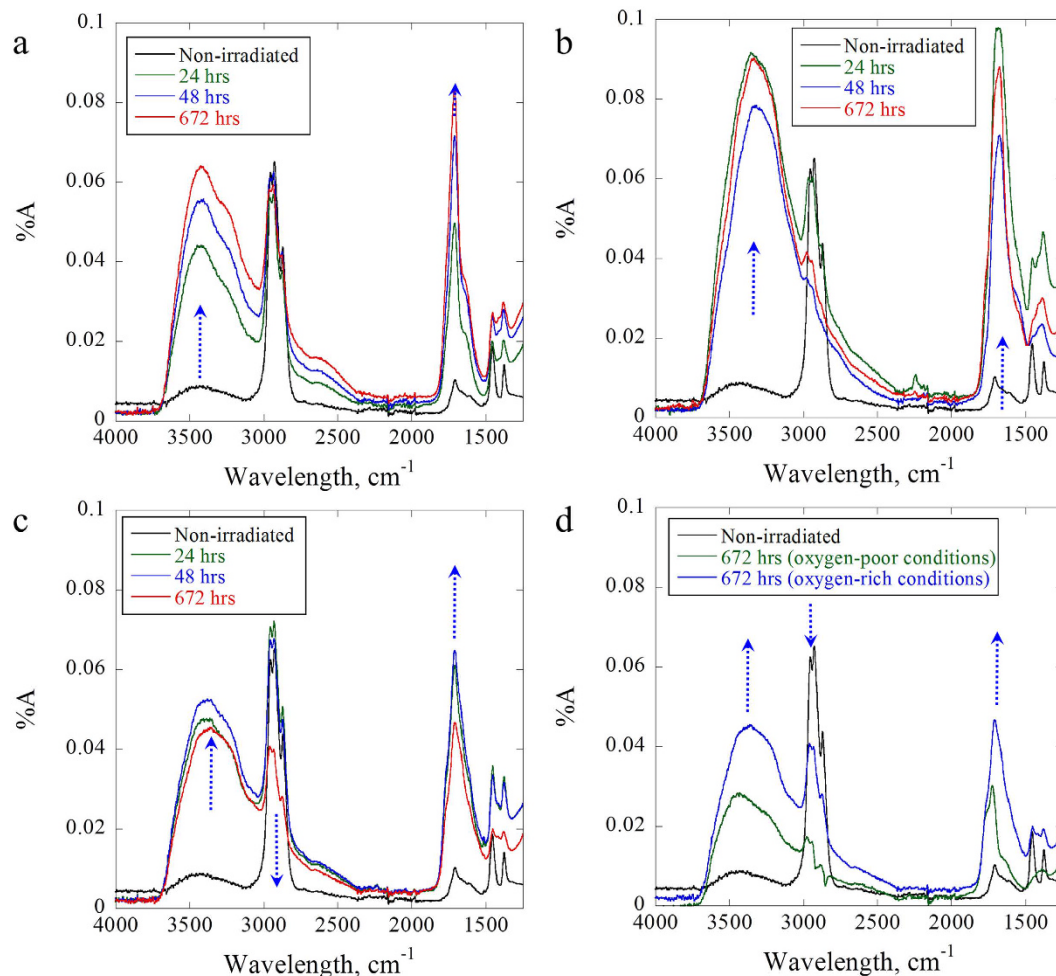 a
0.1
0.08
0.06
0.04
0.02
0
%A
Non-irradiated
24 hrs
48 hrs
672 hrs
4000 3500 3000 2500 2000 1500
Wavelength, cm-1
b
0.1
0.08
0.06
0.04
0.02
0
%A
Non-irradiated
24 hrs
48 hrs
672 hrs
4000 3500 3000 2500 2000 1500
Wavelength, cm-1
c
0.1
0.08
0.06
0.04
0.02
0
%A
Non-irradiated
24 hrs
48 hrs
672 hrs
4000 3500 3000 2500 2000 1500
Wavelength, cm-1
d
0.1
0.08
0.06
0.04
0.02
0
%A
Non-irradiated
672 hrs (oxygen-poor conditions)
672 hrs (oxygen-rich conditions)
4000 3500 3000 2500 2000 1500
Wavelength, cm-1